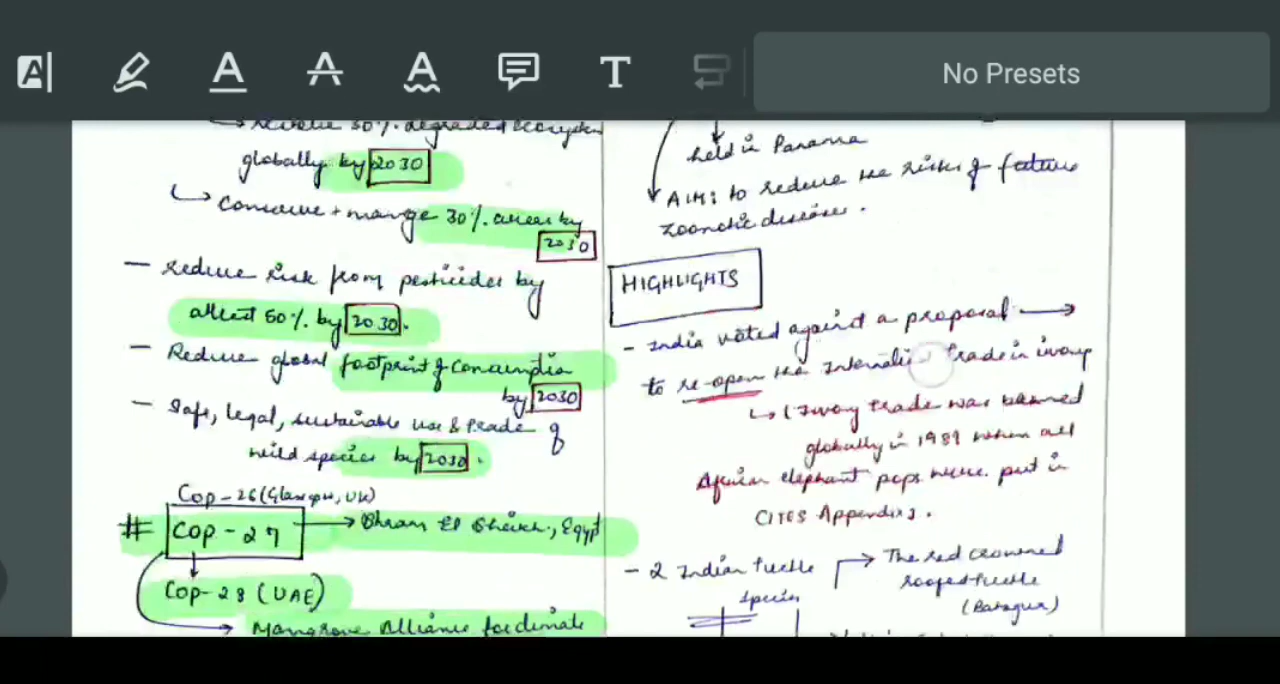 No Presets
globally by 2030
↳ Conserve + mange 30%. areas by
2030
— reduce risk from pesticides by
atleast 50%. by 2030.
— Reduce global footprint of Consumption
by 2030
— Safe, legal, sustainable use & trade of
wild species by 2030.
Cop-26 (Glasgow, UK)
# Cop-27 → Sharm El Sheikh, Egypt
Cop-28 (UAE)
Mangrove Alliance for climate
held in Panama
Aim: to reduce the risks of future
zoonotic diseases.
HIGHLIGHTS
- India voted against a proposal →
to re-open the International trade in ivory
↳ (Ivory trade was banned
globally in 1989 when all
African elephant pops were put in
CITES Appendix 1.
- 2 Indian turtle
species
→ The red crowned
roofed turtle
(Batagur)